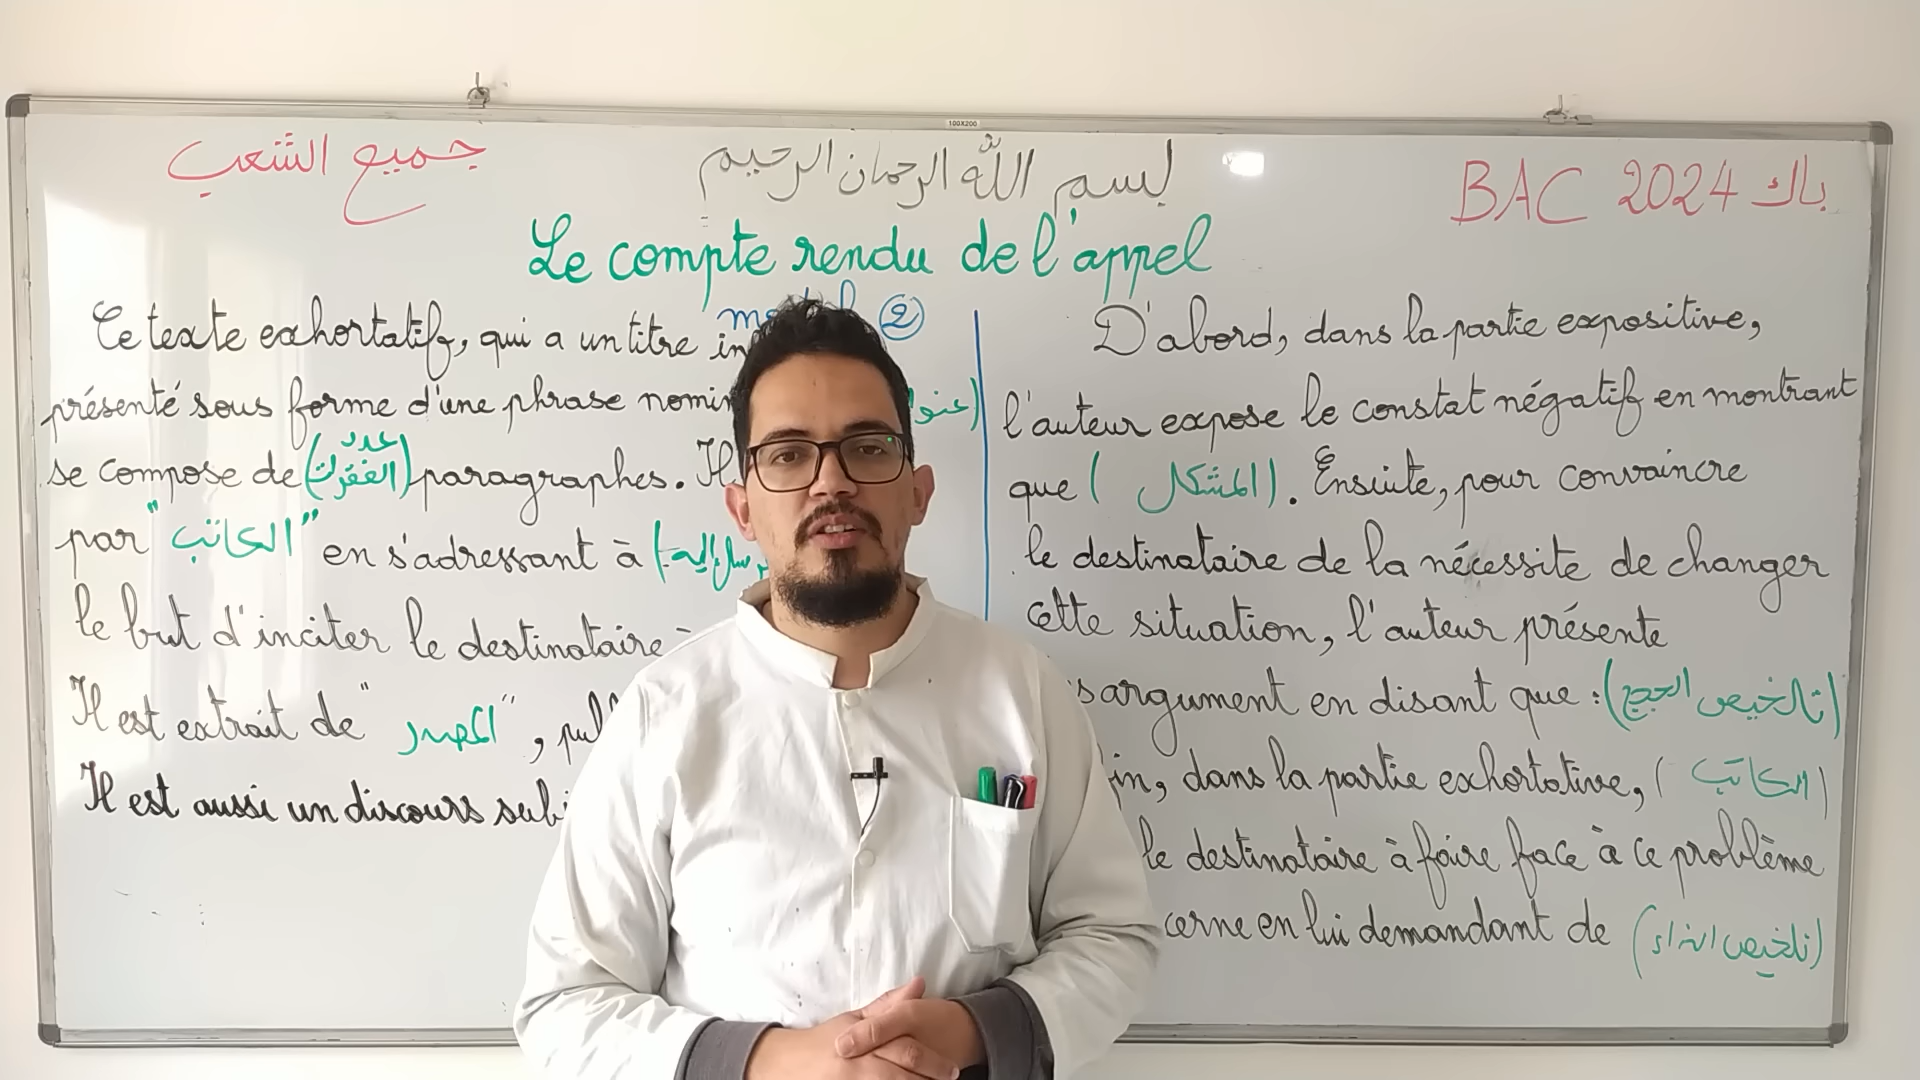 100X200
جميع الشعب
بسم الله الرحمان الرحيم
باك BAC 2024
Le compte rendu de l'appel
②
Ce texte exhortatif, qui a un titre
présenté sous forme d'une phrase
se compose de (عدد الفقرات) paragraphes. Il
par "الكاتب" en s'adressant à
le but d'inciter le destinataire
Il est extrait de "المصدر",
Il est aussi un discours
D'abord, dans la partie expositive,
l'auteur expose le constat négatif en montrant
que (المشكل). Ensuite, pour convaincre
le destinataire de la nécessite de changer
cette situation, l'auteur présente
argument en disant que : (تالخيص الحجج)
dans la partie exhortative, (الكاتب)
le destinataire à faire face à ce problème
en lui demandant de (تلخيص النداء)